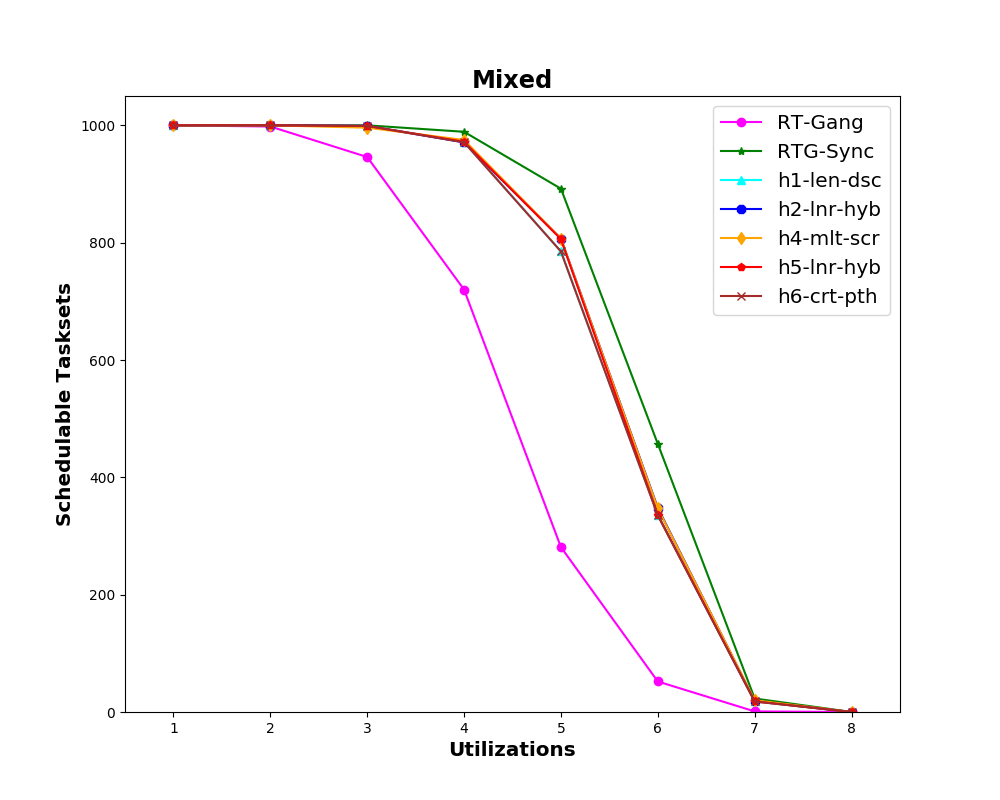 Mixed
RT-Gang
RTG-Sync
h1-len-dsc
h2-lnr-hyb
h4-mlt-scr
h5-lnr-hyb
h6-crt-pth
1000
800
600
400
200
0
Schedulable Tasksets
1 2 3 4 5 6 7 8
Utilizations